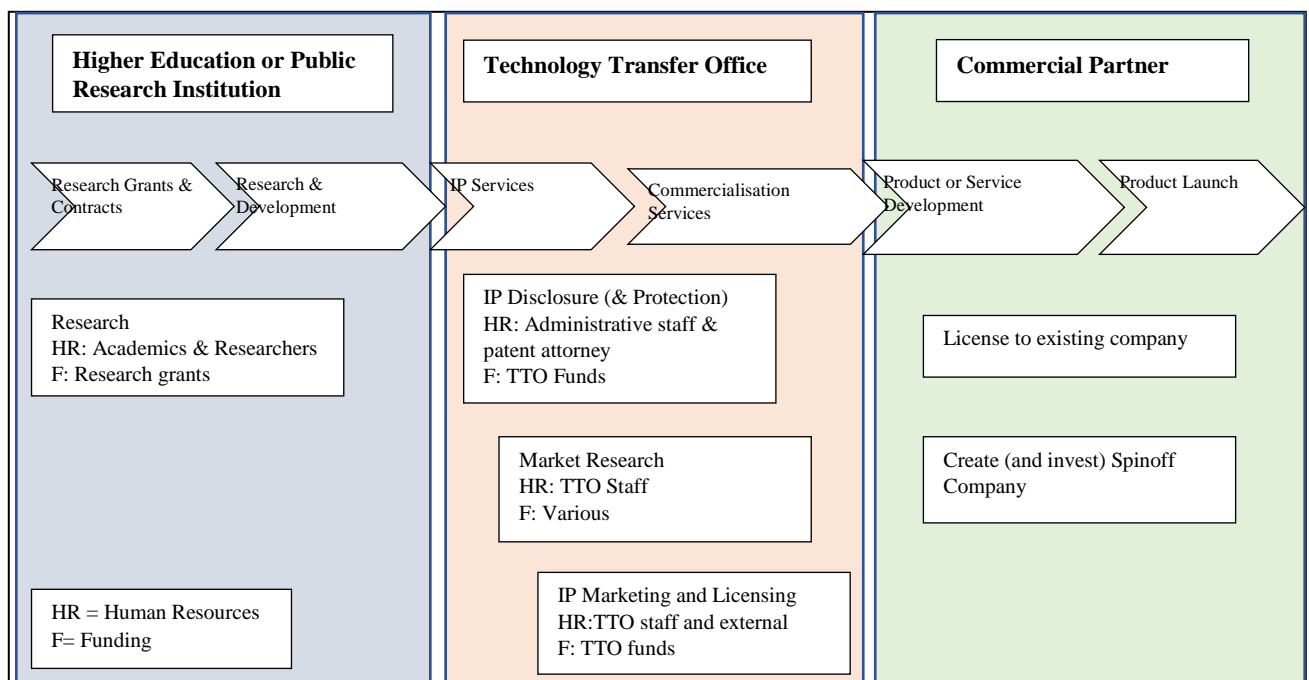 Higher Education or Public
Research Institution
Technology Transfer Office
Commercial Partner
Research Grants &
Contracts
Research &
Development
IP Services
Commercialisation
Services
Product or Service
Development
Product Launch
Research
HR: Academics & Researchers
F: Research grants
IP Disclosure (& Protection)
HR: Administrative staff &
patent attorney
F: TTO Funds
Market Research
HR: TTO Staff
F: Various
IP Marketing and Licensing
HR:TTO staff and external
F: TTO funds
License to existing company
Create (and invest) Spinoff
Company
HR = Human Resources
F= Funding